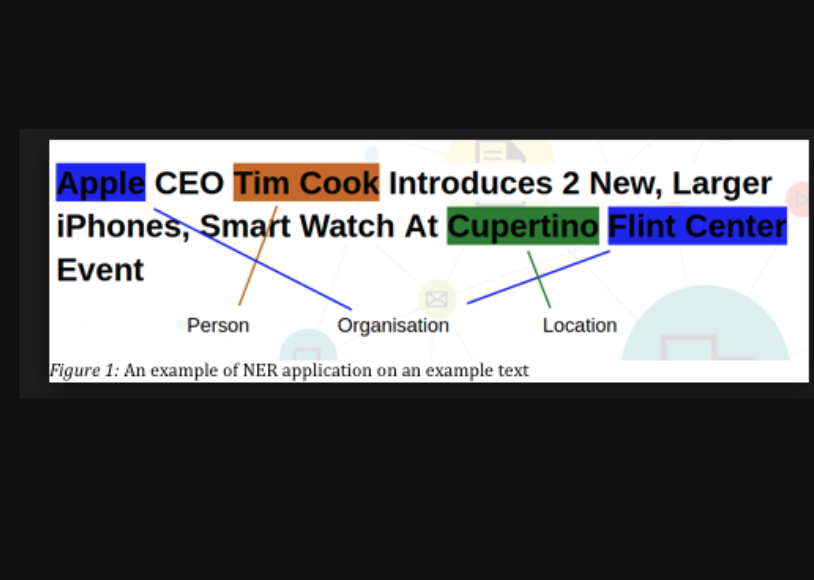 Apple CEO Tim Cook Introduces 2 New, Larger
iPhones, Smart Watch At Cupertino Flint Center
Event
Person Organisation Location
Figure 1: An example of NER application on an example text